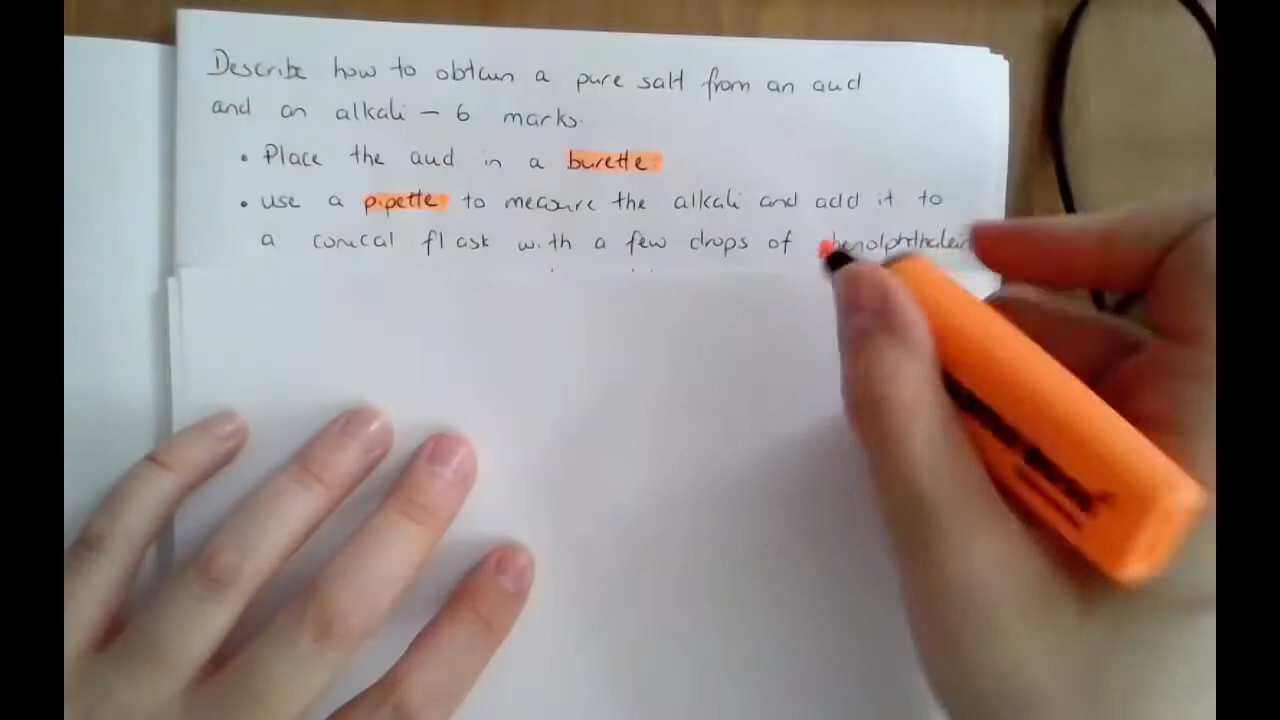 Describe how to obtain a pure salt from an acid
and an alkali – 6 marks.
• Place the acid in a burette.
• use a pipette to measure the alkali and add it to
a conical flask with a few drops of phenolphthalein